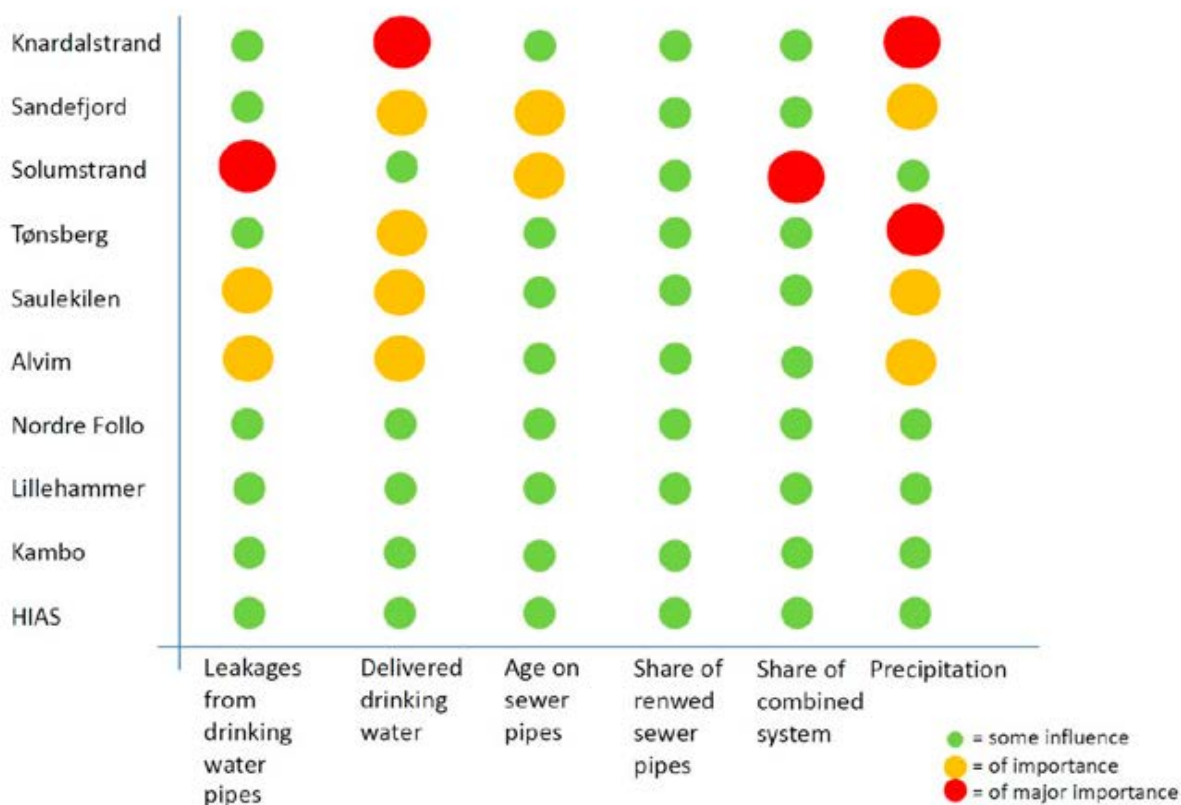 Knardalstrand
Sandefjord
Solumstrand
Tønsberg
Saulekilen
Alvim
Nordre Follo
Lillehammer
Kambo
HIAS
Leakages
from
drinking
water
pipes
Delivered
drinking
water
Age on
sewer
pipes
Share of
renwed
sewer
pipes
Share of
combined
system
Precipitation
= some influence
= of importance
= of major importance